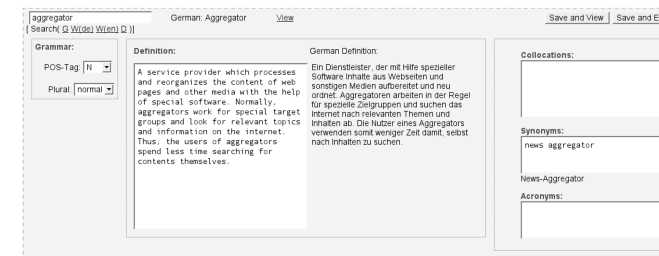 aggregator German: Aggregator View Save and View Save and E
[ Search( G W(de) W(en) D )]
Grammar:
POS-Tag: N
Plural: normal
Definition:
A service provider which processes
and reorganizes the content of web
pages and other media with the help
of special software. Normally,
aggregators work for special target
groups and look for relevant topics
and information on the internet.
Thus, the users of aggregators
spend less time searching for
contents themselves.
German Definition:
Ein Dienstleister, der mit Hilfe spezieller
Software Inhalte aus Webseiten und
sonstigen Medien aufbereitet und neu
ordnet. Aggregatoren arbeiten in der Regel
für spezielle Zielgruppen und suchen das
Internet nach relevanten Themen und
Inhalten ab. Die Nutzer eines Aggregators
verwenden somit weniger Zeit damit, selbst
nach Inhalten zu suchen.
Collocations:
Synonyms:
news aggregator
News-Aggregator
Acronyms: